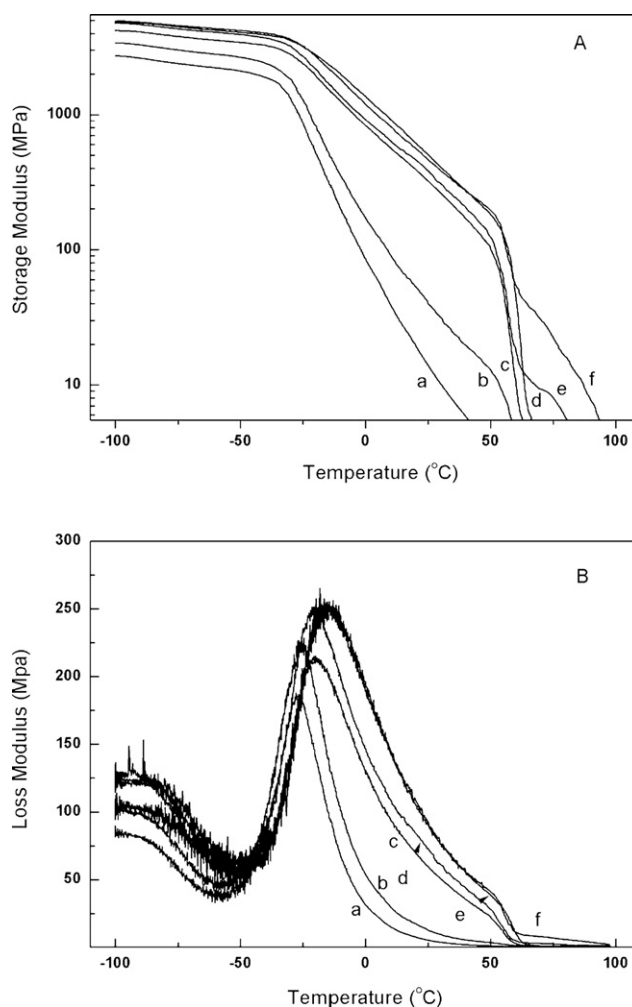 A
Storage Modulus (MPa)
1000
100
10
a
b
c
d
e
f
-100
-50
0
50
100
Temperature (°C)
B
Loss Modulus (Mpa)
300
250
200
150
100
50
a
b
c
d
e
f
-100
-50
0
50
100
Temperature (°C)